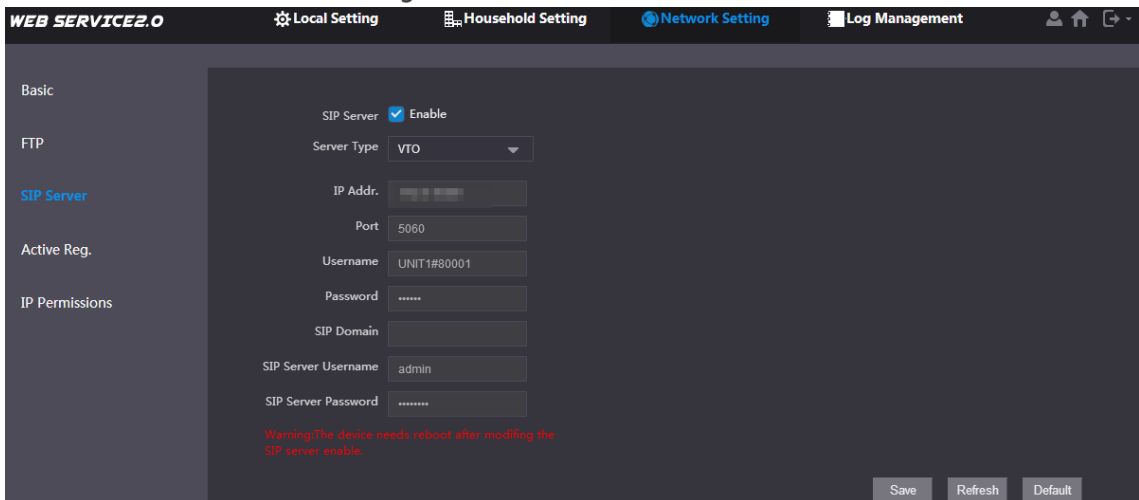 WEB SERVICE2.0 Local Setting Household Setting Network Setting Log Management
Basic
FTP
SIP Server
Active Reg.
IP Permissions
SIP Server Enable
Server Type VTO
IP Addr.
Port 5060
Username UNIT1#80001
Password ••••••
SIP Domain
SIP Server Username admin
SIP Server Password ••••••••
Warning:The device needs reboot after modifing the
SIP server enable.
Save Refresh Default